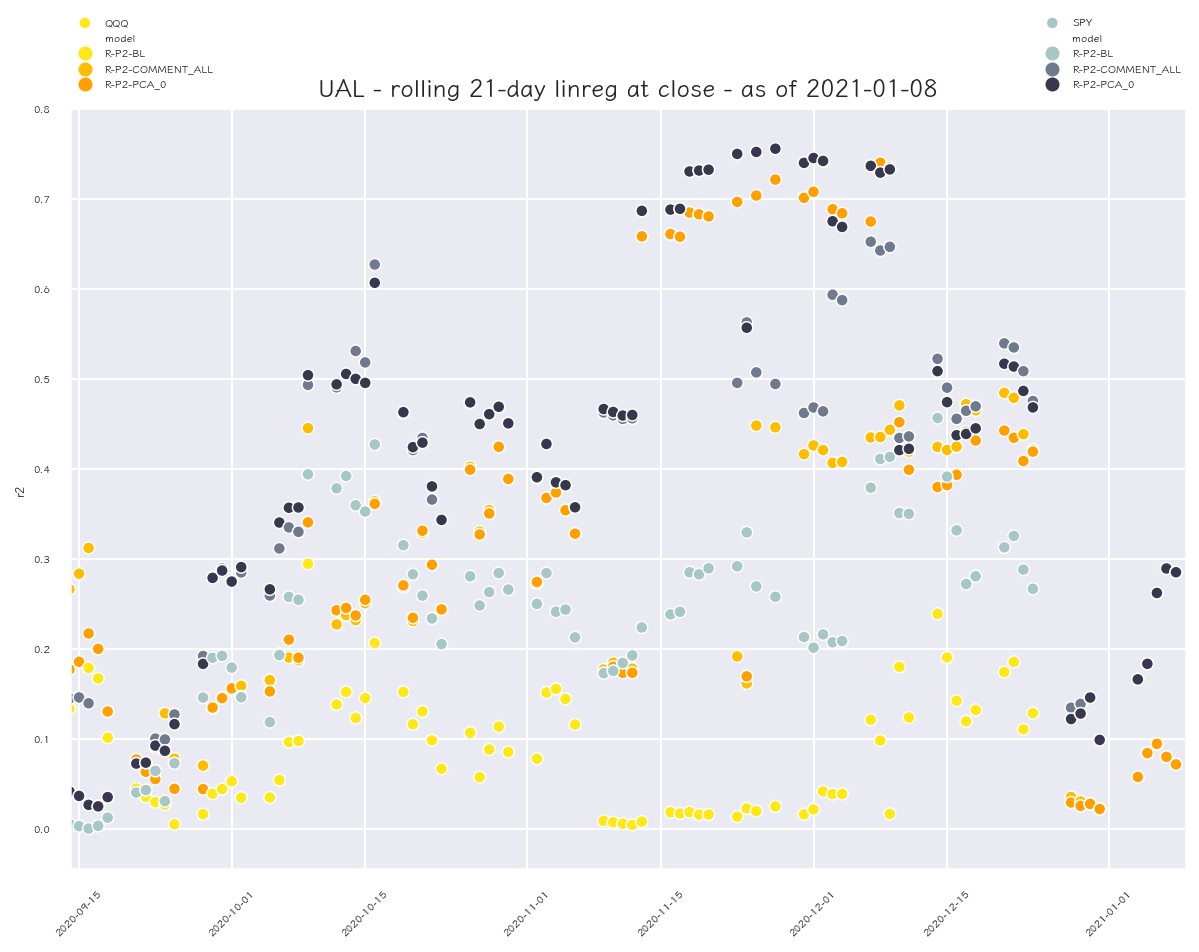 QQQ
model
R-P2-BL
R-P2-COMMENT_ALL
R-P2-PCA_0
SPY
model
R-P2-BL
R-P2-COMMENT_ALL
R-P2-PCA_0
UAL - rolling 21-day linreg at close - as of 2021-01-08
0.8
0.7
0.6
0.5
0.4
0.3
0.2
0.1
0.0
r2
2020-09-15
2020-10-01
2020-10-15
2020-11-01
2020-11-15
2020-12-01
2020-12-15
2021-01-01